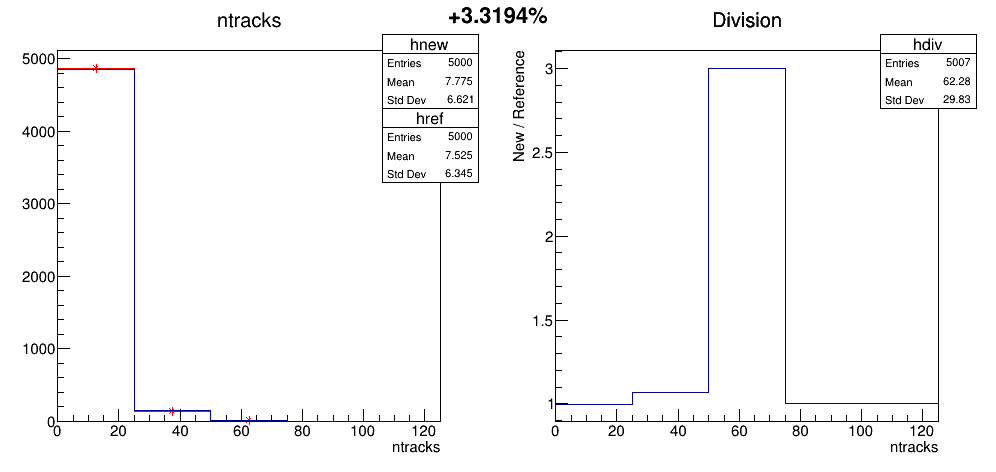 +3.3194%
ntracks
hnew
Entries 5000
Mean 7.775
Std Dev 6.621
href
Entries 5000
Mean 7.525
Std Dev 6.345
5000
4000
3000
2000
1000
0
0 20 40 60 80 100 120
ntracks
Division
hdiv
Entries 5007
Mean 62.28
Std Dev 29.83
New / Reference
3
2.5
2
1.5
1
0 20 40 60 80 100 120
ntracks